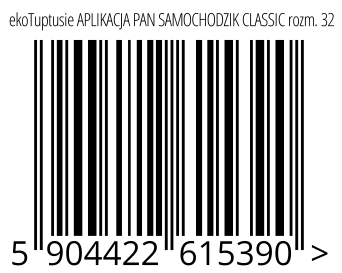 ekoTuptusie APLIKACJA PAN SAMOCHODZIK CLASSIC rozm. 32
5 904422 615390 >